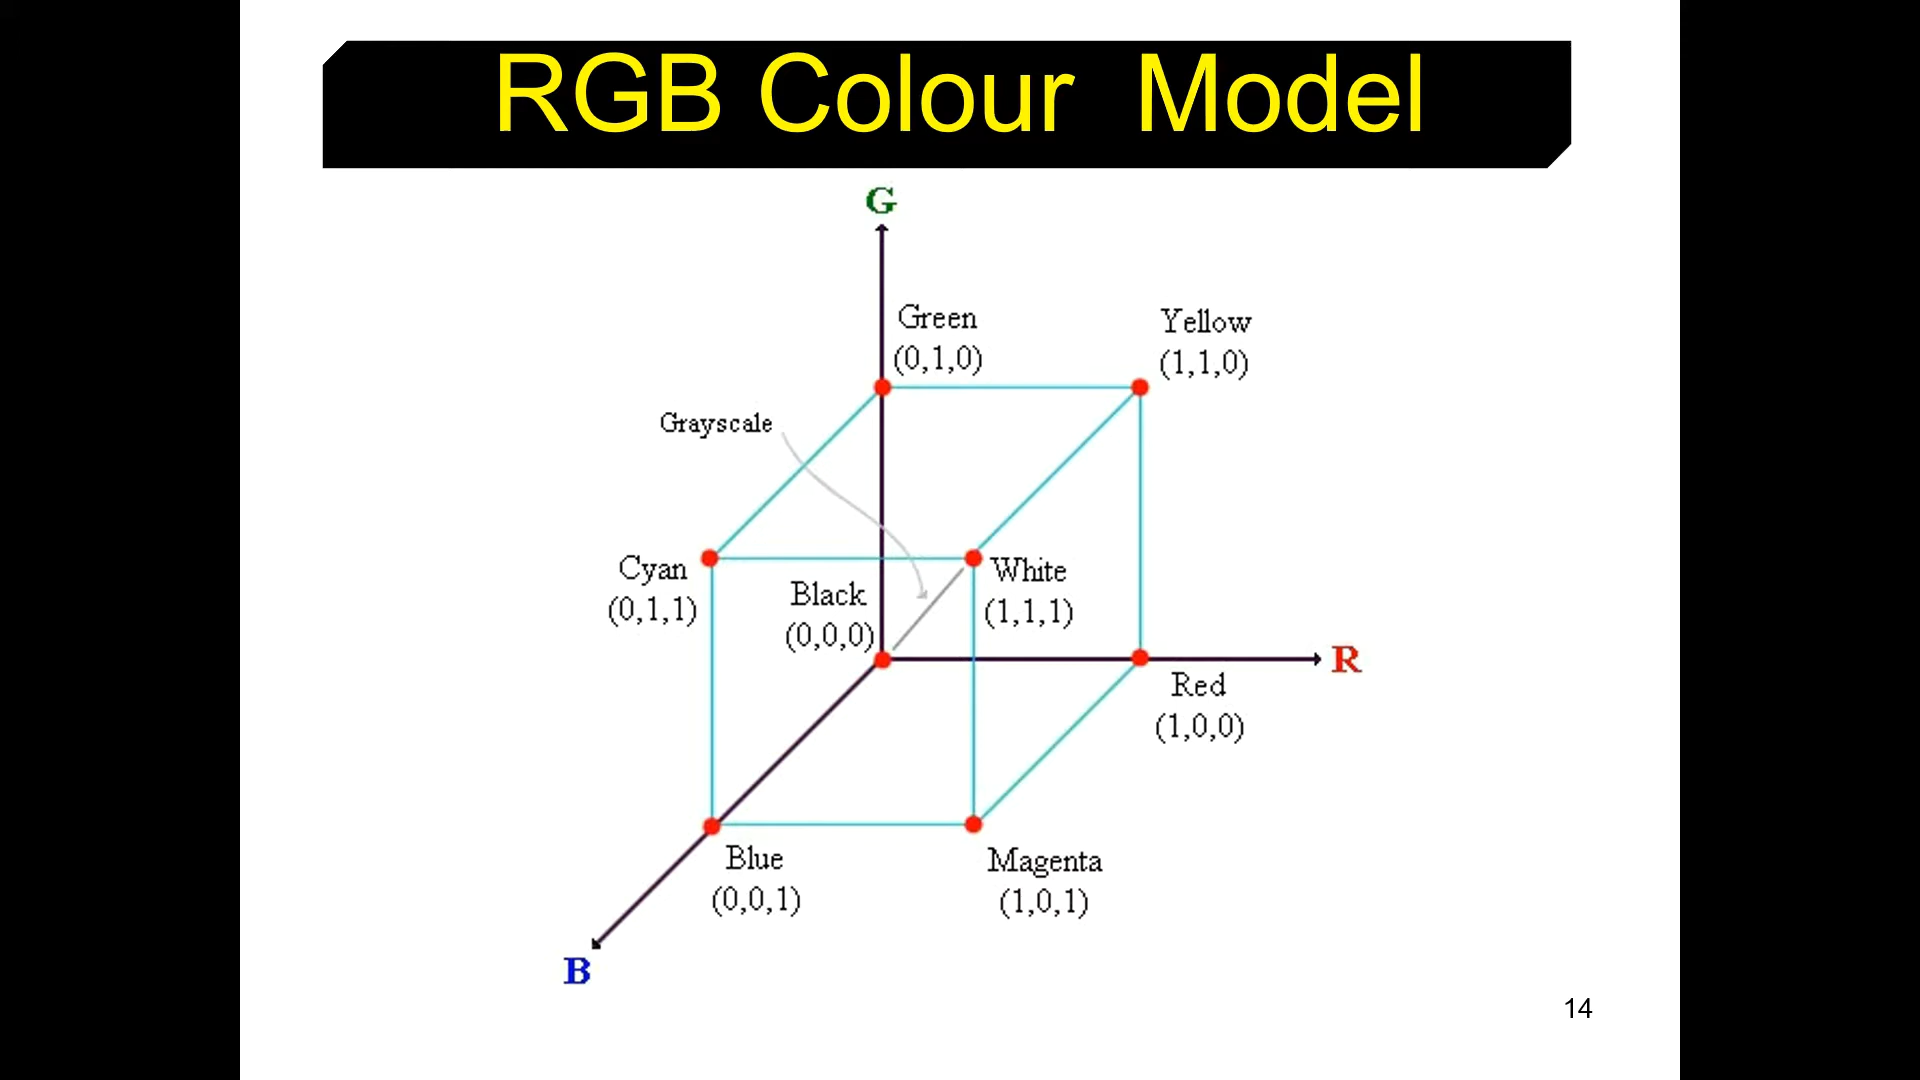 RGB Colour Model
G
Green
(0,1,0)
Yellow
(1,1,0)
Grayscale
Cyan
(0,1,1)
Black
(0,0,0)
White
(1,1,1)
R
Red
(1,0,0)
Blue
(0,0,1)
Magenta
(1,0,1)
B
14